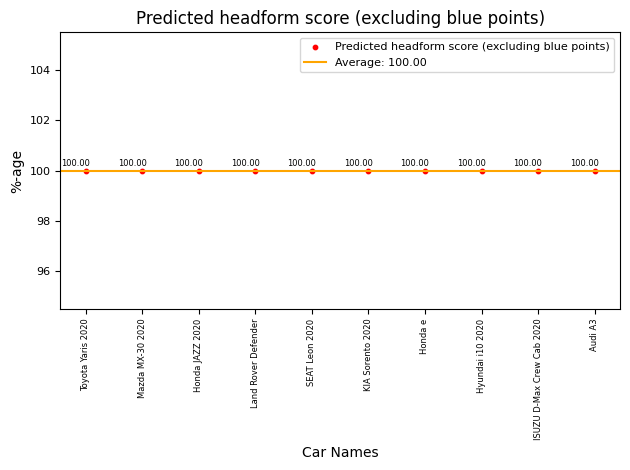 Predicted headform score (excluding blue points)
Predicted headform score (excluding blue points)
Average: 100.00
%-age
104
102
100
98
96
100.00 100.00 100.00 100.00 100.00 100.00 100.00 100.00 100.00 100.00
Toyota Yaris 2020
Mazda MX-30 2020
Honda JAZZ 2020
Land Rover Defender
SEAT Leon 2020
KIA Sorento 2020
Honda e
Hyundai i10 2020
ISUZU D-Max Crew Cab 2020
Audi A3
Car Names